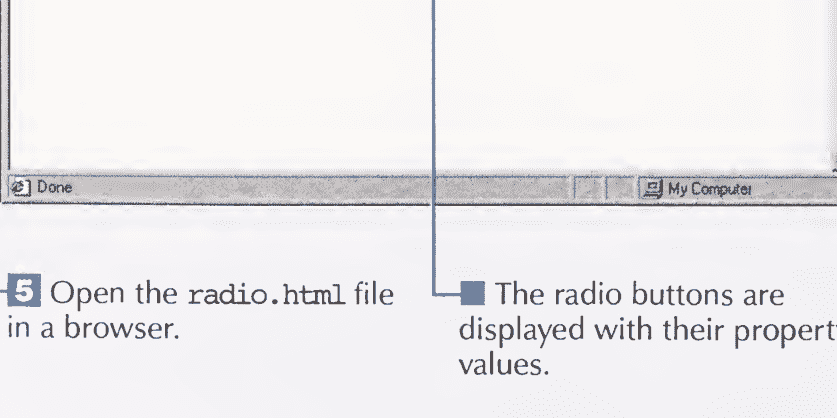 Done
My Computer
5 Open the radio.html file
in a browser.
The radio buttons are
displayed with their propert
values.